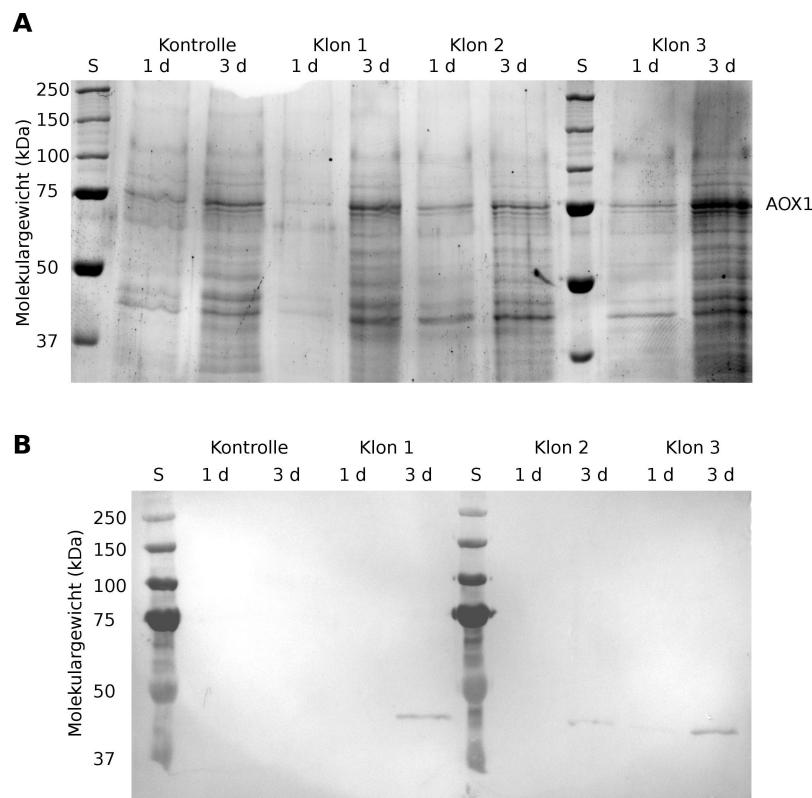 A
Kontrolle Klon 1 Klon 2 Klon 3
S 1 d 3 d 1 d 3 d 1 d 3 d S 1 d 3 d
250
150
100
75
50
37
Molekulargewicht (kDa)
AOX1
B
Kontrolle Klon 1 Klon 2 Klon 3
S 1 d 3 d 1 d 3 d S 1 d 3 d 1 d 3 d
250
150
100
75
50
37
Molekulargewicht (kDa)